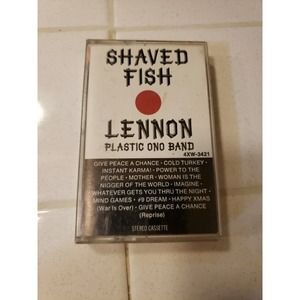 SHAVED
FISH
LENNON
PLASTIC ONO BAND
4XW-3421
GIVE PEACE A CHANCE · COLD TURKEY ·
INSTANT KARMA! · POWER TO THE
PEOPLE · MOTHER · WOMAN IS THE
NIGGER OF THE WORLD · IMAGINE ·
WHATEVER GETS YOU THRU THE NIGHT ·
MIND GAMES · #9 DREAM · HAPPY XMAS
(War Is Over) · GIVE PEACE A CHANCE
(Reprise)
STEREO CASSETTE